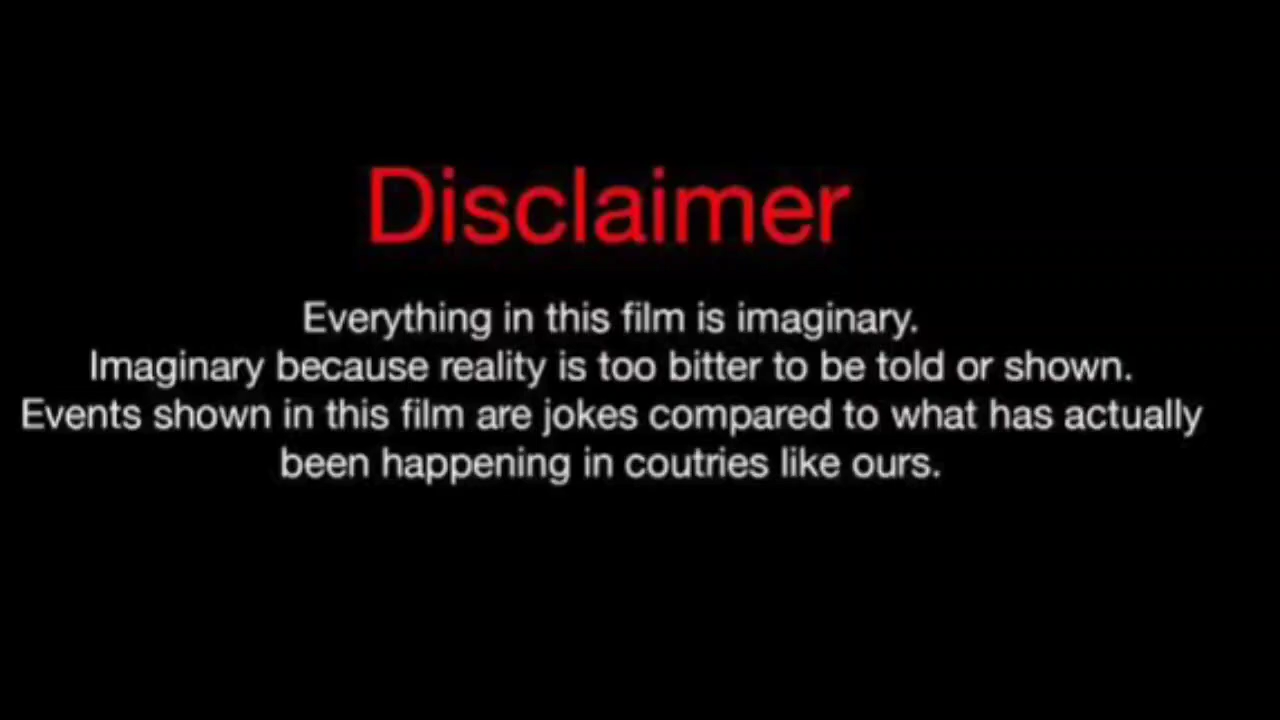 Disclaimer
Everything in this film is imaginary.
Imaginary because reality is too bitter to be told or shown.
Events shown in this film are jokes compared to what has actually
been happening in coutries like ours.